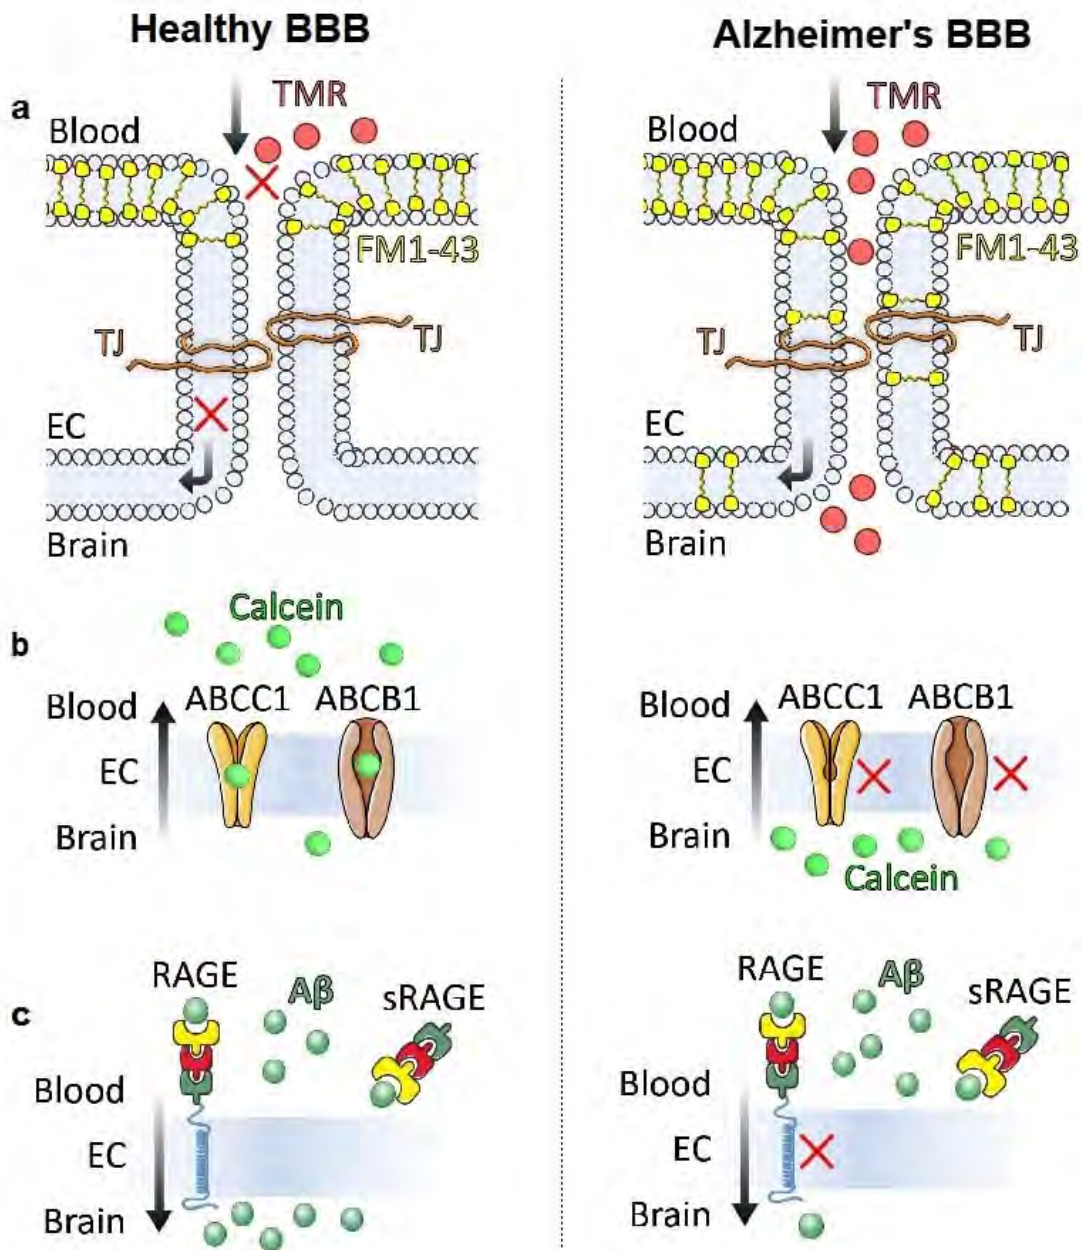 Healthy BBB
Alzheimer's BBB
a
TMR
Blood
FM1-43
TJ
TJ
EC
Brain
TMR
Blood
FM1-43
TJ
TJ
EC
Brain
b
Calcein
ABCC1 ABCB1
Blood
EC
Brain
ABCC1 ABCB1
Blood
EC
Brain
Calcein
c
RAGE
Aβ
sRAGE
Blood
EC
Brain
RAGE
Aβ
sRAGE
Blood
EC
Brain